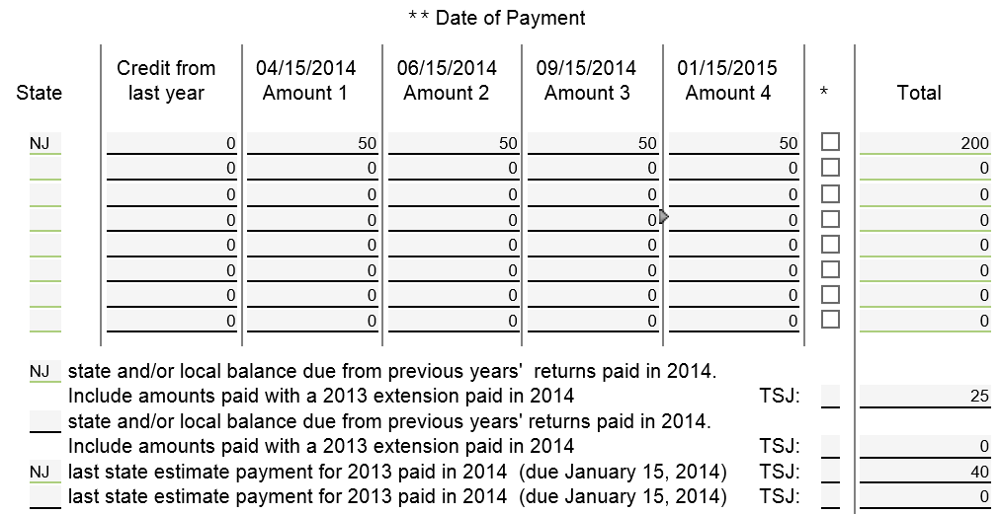 ** Date of Payment
State Credit from last year 04/15/2014 Amount 1 06/15/2014 Amount 2 09/15/2014 Amount 3 01/15/2015 Amount 4 * Total
NJ 0 50 50 50 50 200
0 0 0 0 0 0
0 0 0 0 0 0
0 0 0 0 0 0
0 0 0 0 0 0
0 0 0 0 0 0
0 0 0 0 0 0
0 0 0 0 0 0
NJ state and/or local balance due from previous years' returns paid in 2014.
Include amounts paid with a 2013 extension paid in 2014 TSJ: 25
state and/or local balance due from previous years' returns paid in 2014.
Include amounts paid with a 2013 extension paid in 2014 TSJ: 0
NJ last state estimate payment for 2013 paid in 2014 (due January 15, 2014) TSJ: 40
last state estimate payment for 2013 paid in 2014 (due January 15, 2014) TSJ: 0